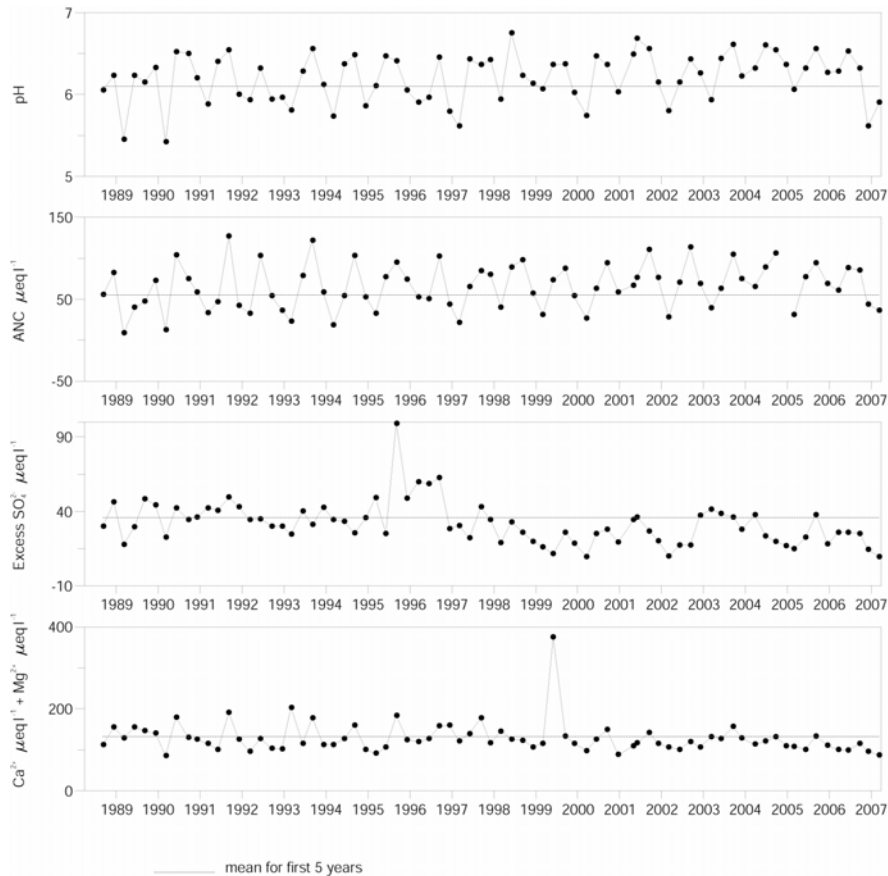 7
6
5
pH
1989 1990 1991 1992 1993 1994 1995 1996 1997 1998 1999 2000 2001 2002 2003 2004 2005 2006 2007
150
50
-50
ANC µeq l⁻¹
1989 1990 1991 1992 1993 1994 1995 1996 1997 1998 1999 2000 2001 2002 2003 2004 2005 2006 2007
90
40
-10
Excess SO₄²⁻ µeq l⁻¹
1989 1990 1991 1992 1993 1994 1995 1996 1997 1998 1999 2000 2001 2002 2003 2004 2005 2006 2007
400
200
0
Ca²⁺ µeq l⁻¹ + Mg²⁺ µeq l⁻¹
1989 1990 1991 1992 1993 1994 1995 1996 1997 1998 1999 2000 2001 2002 2003 2004 2005 2006 2007
mean for first 5 years